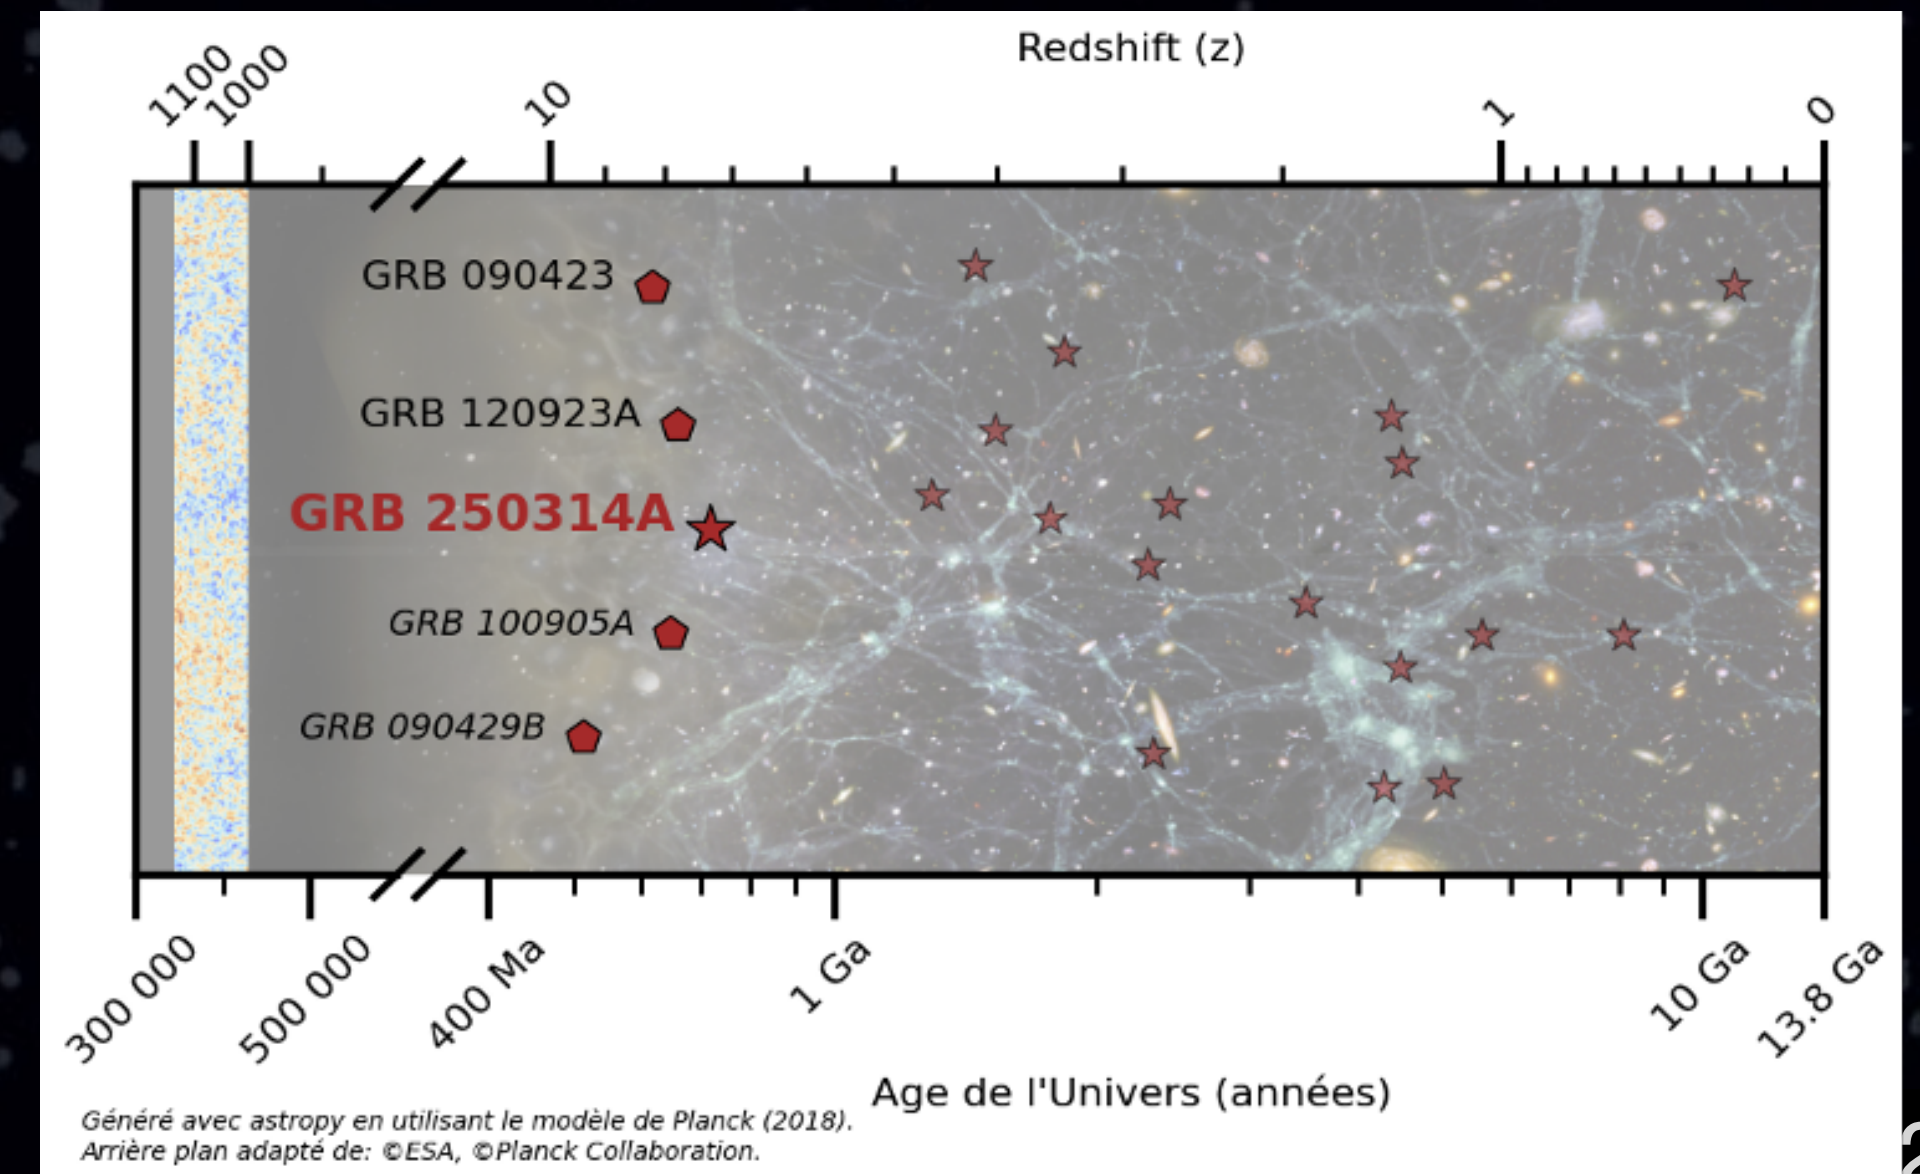 Redshift (z)
1100
1000
10
1
0
GRB 090423
GRB 120923A
GRB 250314A
GRB 100905A
GRB 090429B
300 000
500 000
400 Ma
1 Ga
10 Ga
13.8 Ga
Age de l'Univers (années)
Généré avec astropy en utilisant le modèle de Planck (2018).
Arrière plan adapté de: ©ESA, ©Planck Collaboration.